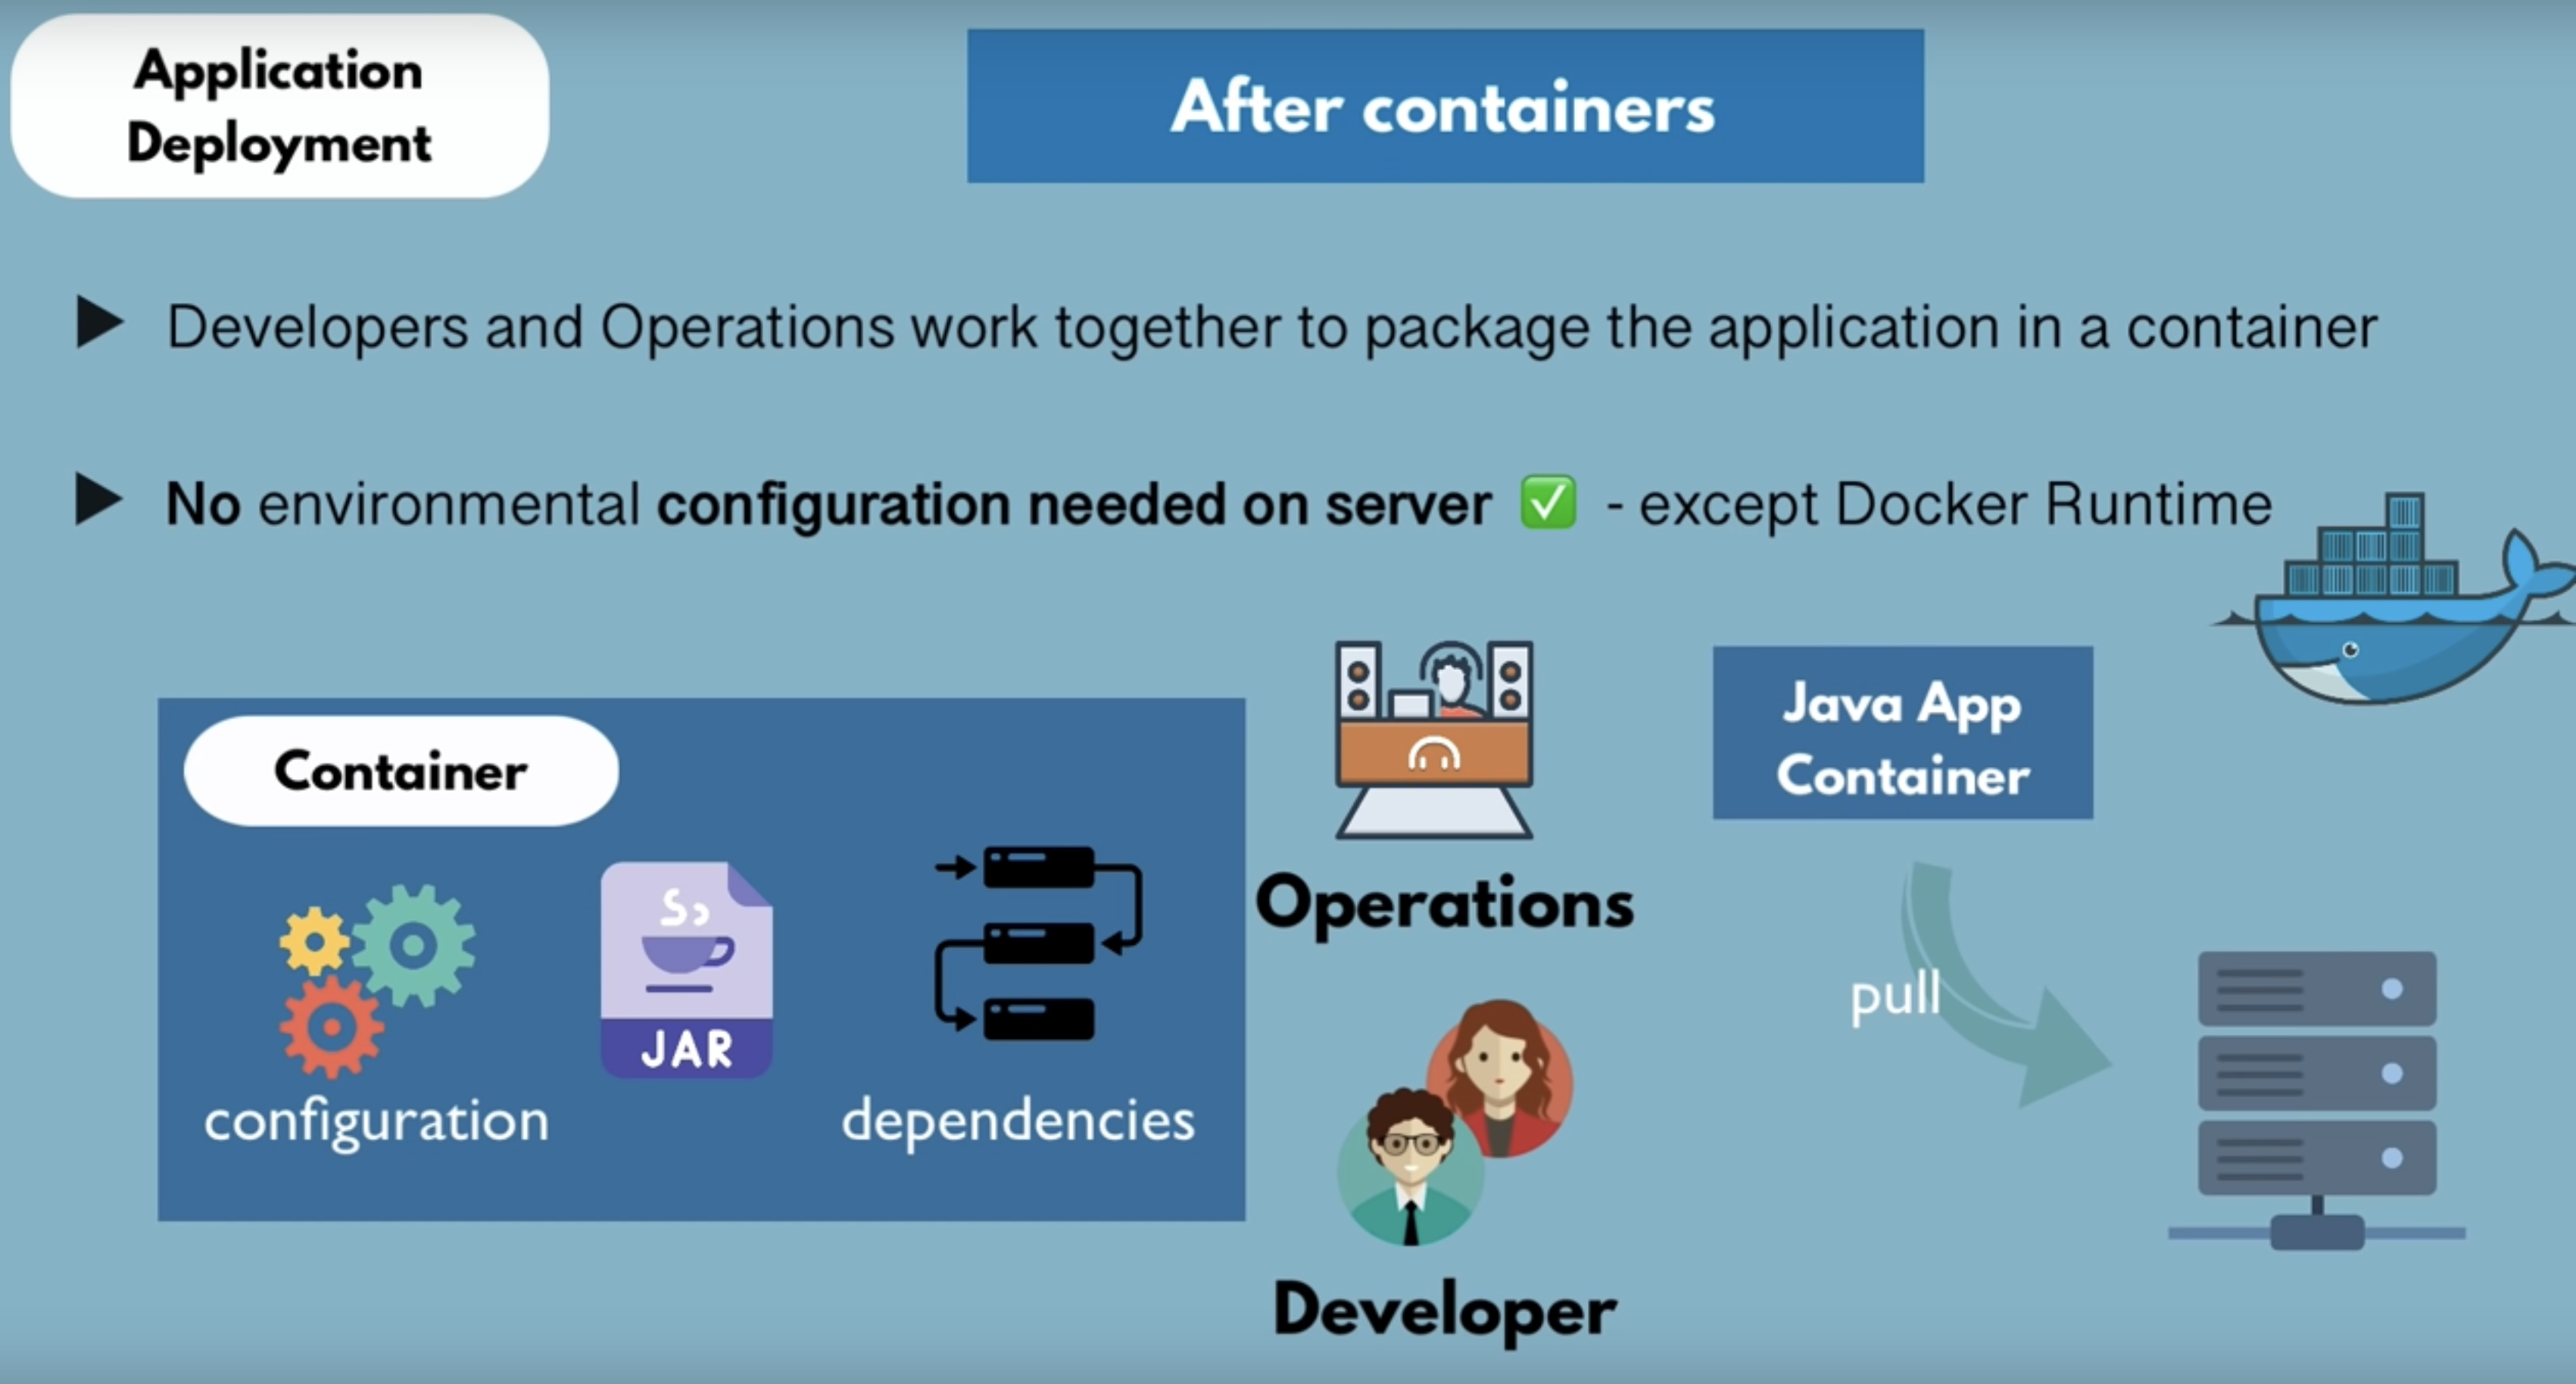 Application
Deployment
After containers
Developers and Operations work together to package the application in a container
No environmental configuration needed on server ✅ - except Docker Runtime
Container
configuration
JAR
dependencies
Operations
Developer
Java App
Container
pull